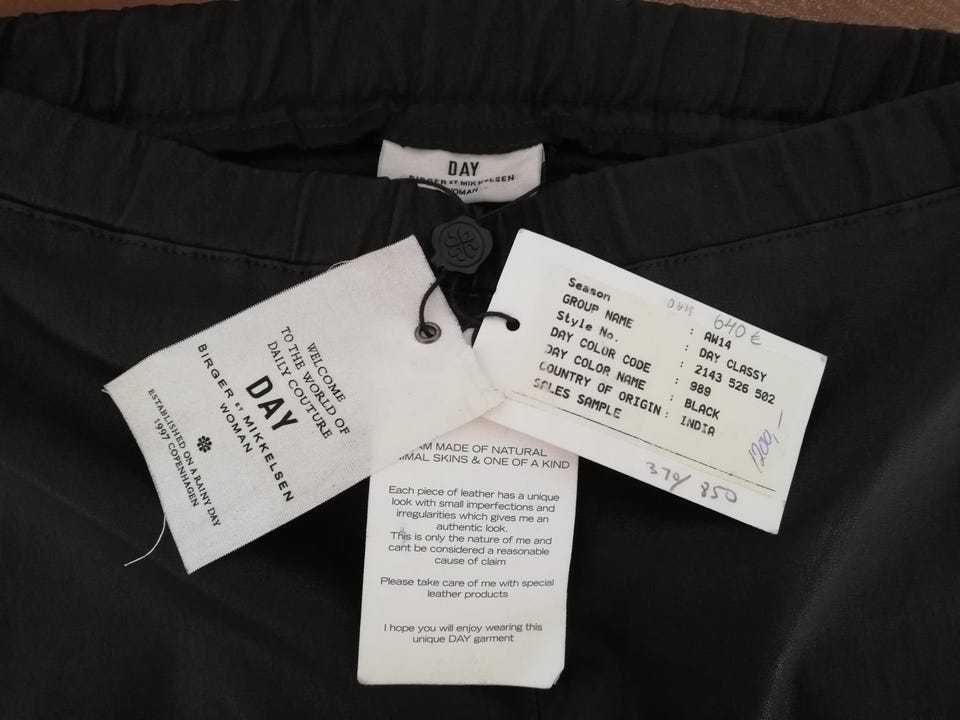 DAY
BIRGER ET MIKKELSEN
WOMAN
WELCOME
TO THE WORLD OF
DAILY COUTURE
DAY
BIRGER ET MIKKELSEN
WOMAN
ESTABLISHED ON A RAINY DAY
1997 COPENHAGEN
AM MADE OF NATURAL
IMAL SKINS & ONE OF A KIND
Each piece of leather has a unique
look with small imperfections and
irregularities which gives me an
authentic look.
This is only the nature of me and
cant be considered a reasonable
cause of claim
Please take care of me with special
leather products
I hope you will enjoy wearing this
unique DAY garment
640 €
Season : AW14
GROUP NAME : DAY CLASSY
Style No. : 2143 526 502
DAY COLOR CODE : 989
DAY COLOR NAME : BLACK
COUNTRY OF ORIGIN : INDIA
SALES SAMPLE
1200,-
370/ 850